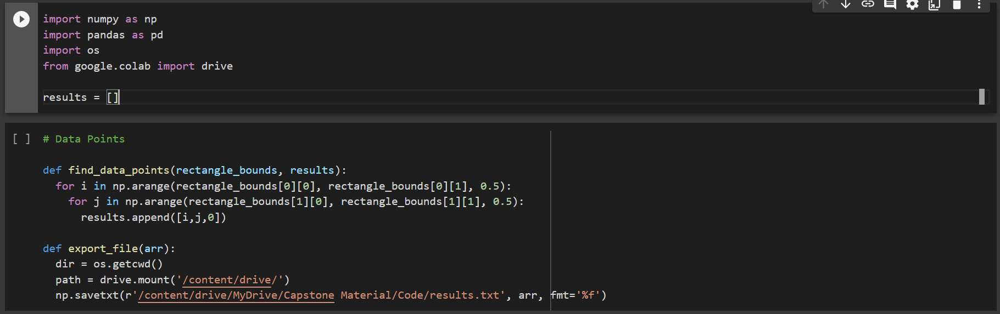 import numpy as np
import pandas as pd
import os
from google.colab import drive
results = []
[ ] # Data Points
def find_data_points(rectangle_bounds, results):
  for i in np.arange(rectangle_bounds[0][0], rectangle_bounds[0][1], 0.5):
    for j in np.arange(rectangle_bounds[1][0], rectangle_bounds[1][1], 0.5):
      results.append([i,j,0])
def export_file(arr):
  dir = os.getcwd()
  path = drive.mount('/content/drive/')
  np.savetxt(r'/content/drive/MyDrive/Capstone Material/Code/results.txt', arr, fmt='%f')